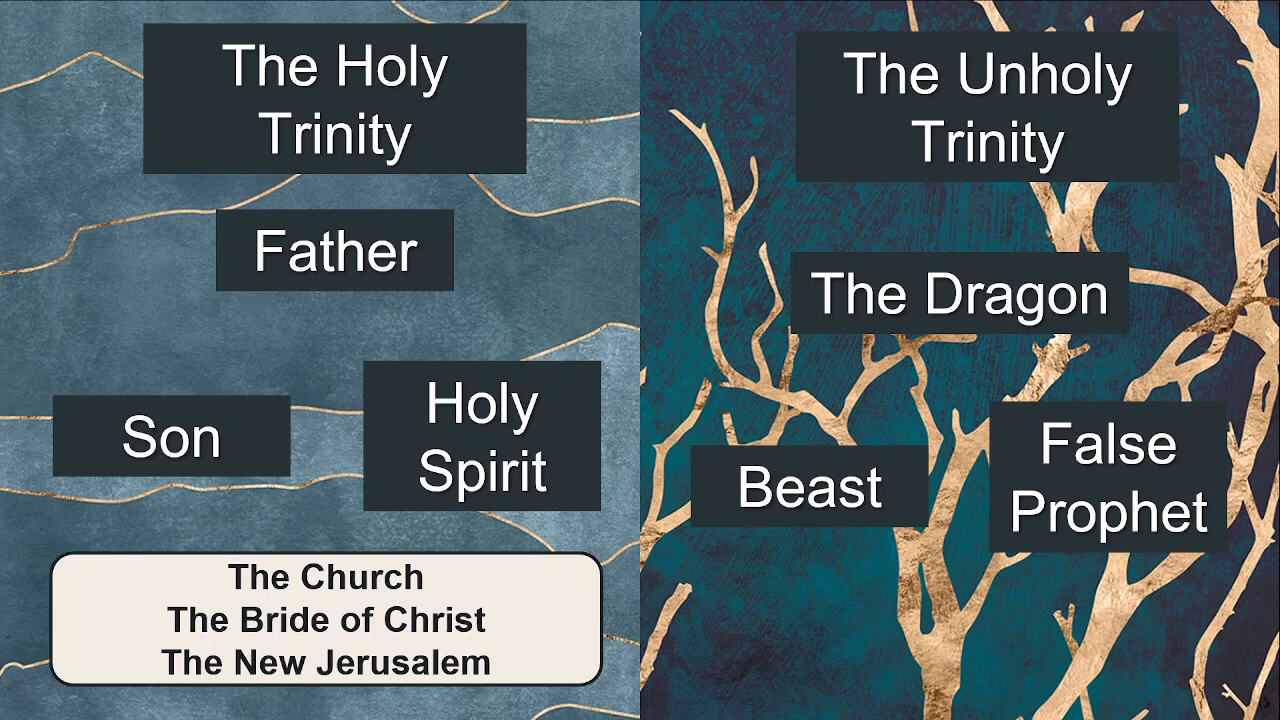 The Holy
Trinity
Father
Son
Holy
Spirit
The Church
The Bride of Christ
The New Jerusalem
The Unholy
Trinity
The Dragon
Beast
False
Prophet